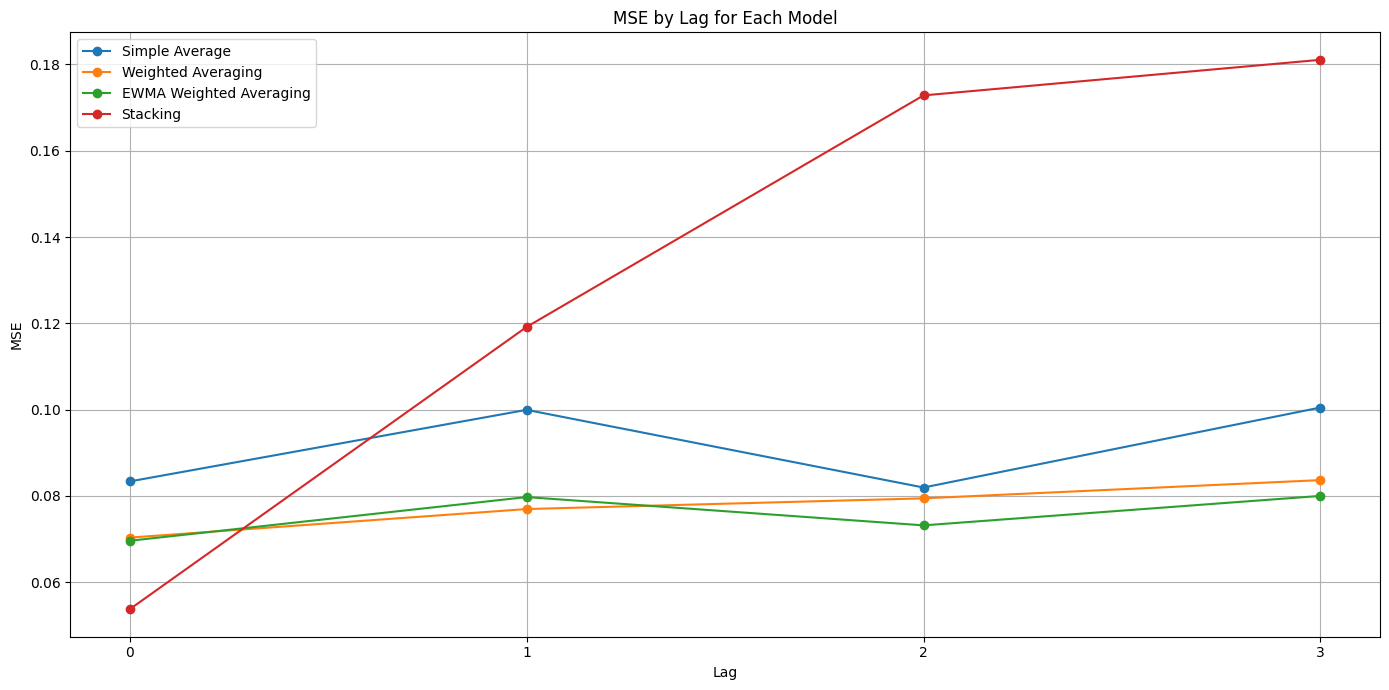 MSE by Lag for Each Model
Simple Average
Weighted Averaging
EWMA Weighted Averaging
Stacking
0.18
0.16
0.14
0.12
0.10
0.08
0.06
MSE
0 1 2 3
Lag